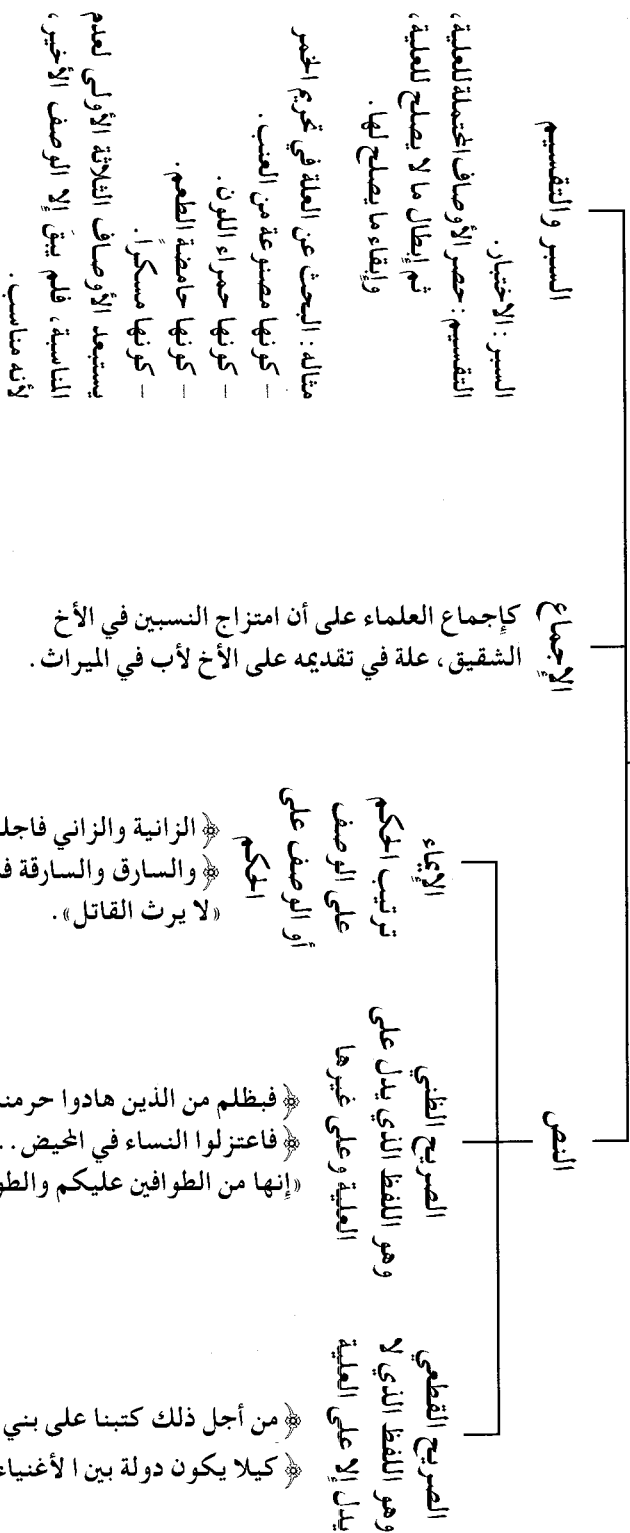 النص
الصريح القطعي
وهو اللفظ الذي لا
يدل إلا على العلية
﴿ من أجل ذلك كتبنا على بني
﴿ كيلا يكون دولة بين الأغنياء
الصريح الظني
وهو اللفظ الذي يدل على
العلية وعلى غيرها
﴿ فبظلم من الذين هادوا حرمنا
﴿ فاعتزلوا النساء في المحيض..
«إنها من الطوافين عليكم
الإيماء
ترتيب الحكم
على الوصف
أو الوصف على
الحكم
﴿ الزانية والزاني
﴿ والسارق والسارقة
«لا يرث القاتل».
الإجماع
كإجماع العلماء على أن امتزاج النسبين في الأخ
الشقيق، علة في تقديمه على الأخ لأب في الميراث.
السبر والتقسيم
السبر: الاختبار.
التقسيم: حصر الأوصاف المحتملة للعلية،
ثم إبطال ما لا يصلح للعلية،
وإبقاء ما يصلح لها.
مثاله: البحث عن العلة في تحريم الخمر
- كونها مصنوعة من العنب.
- كونها حمراء اللون.
- كونها حامضة الطعم.
- كونها مسكراً.
يستبعد الأوصاف الثلاثة الأولى لعدم
المناسبة، فلم يبقَ إلا الوصف الأخير،
لأنه مناسب.